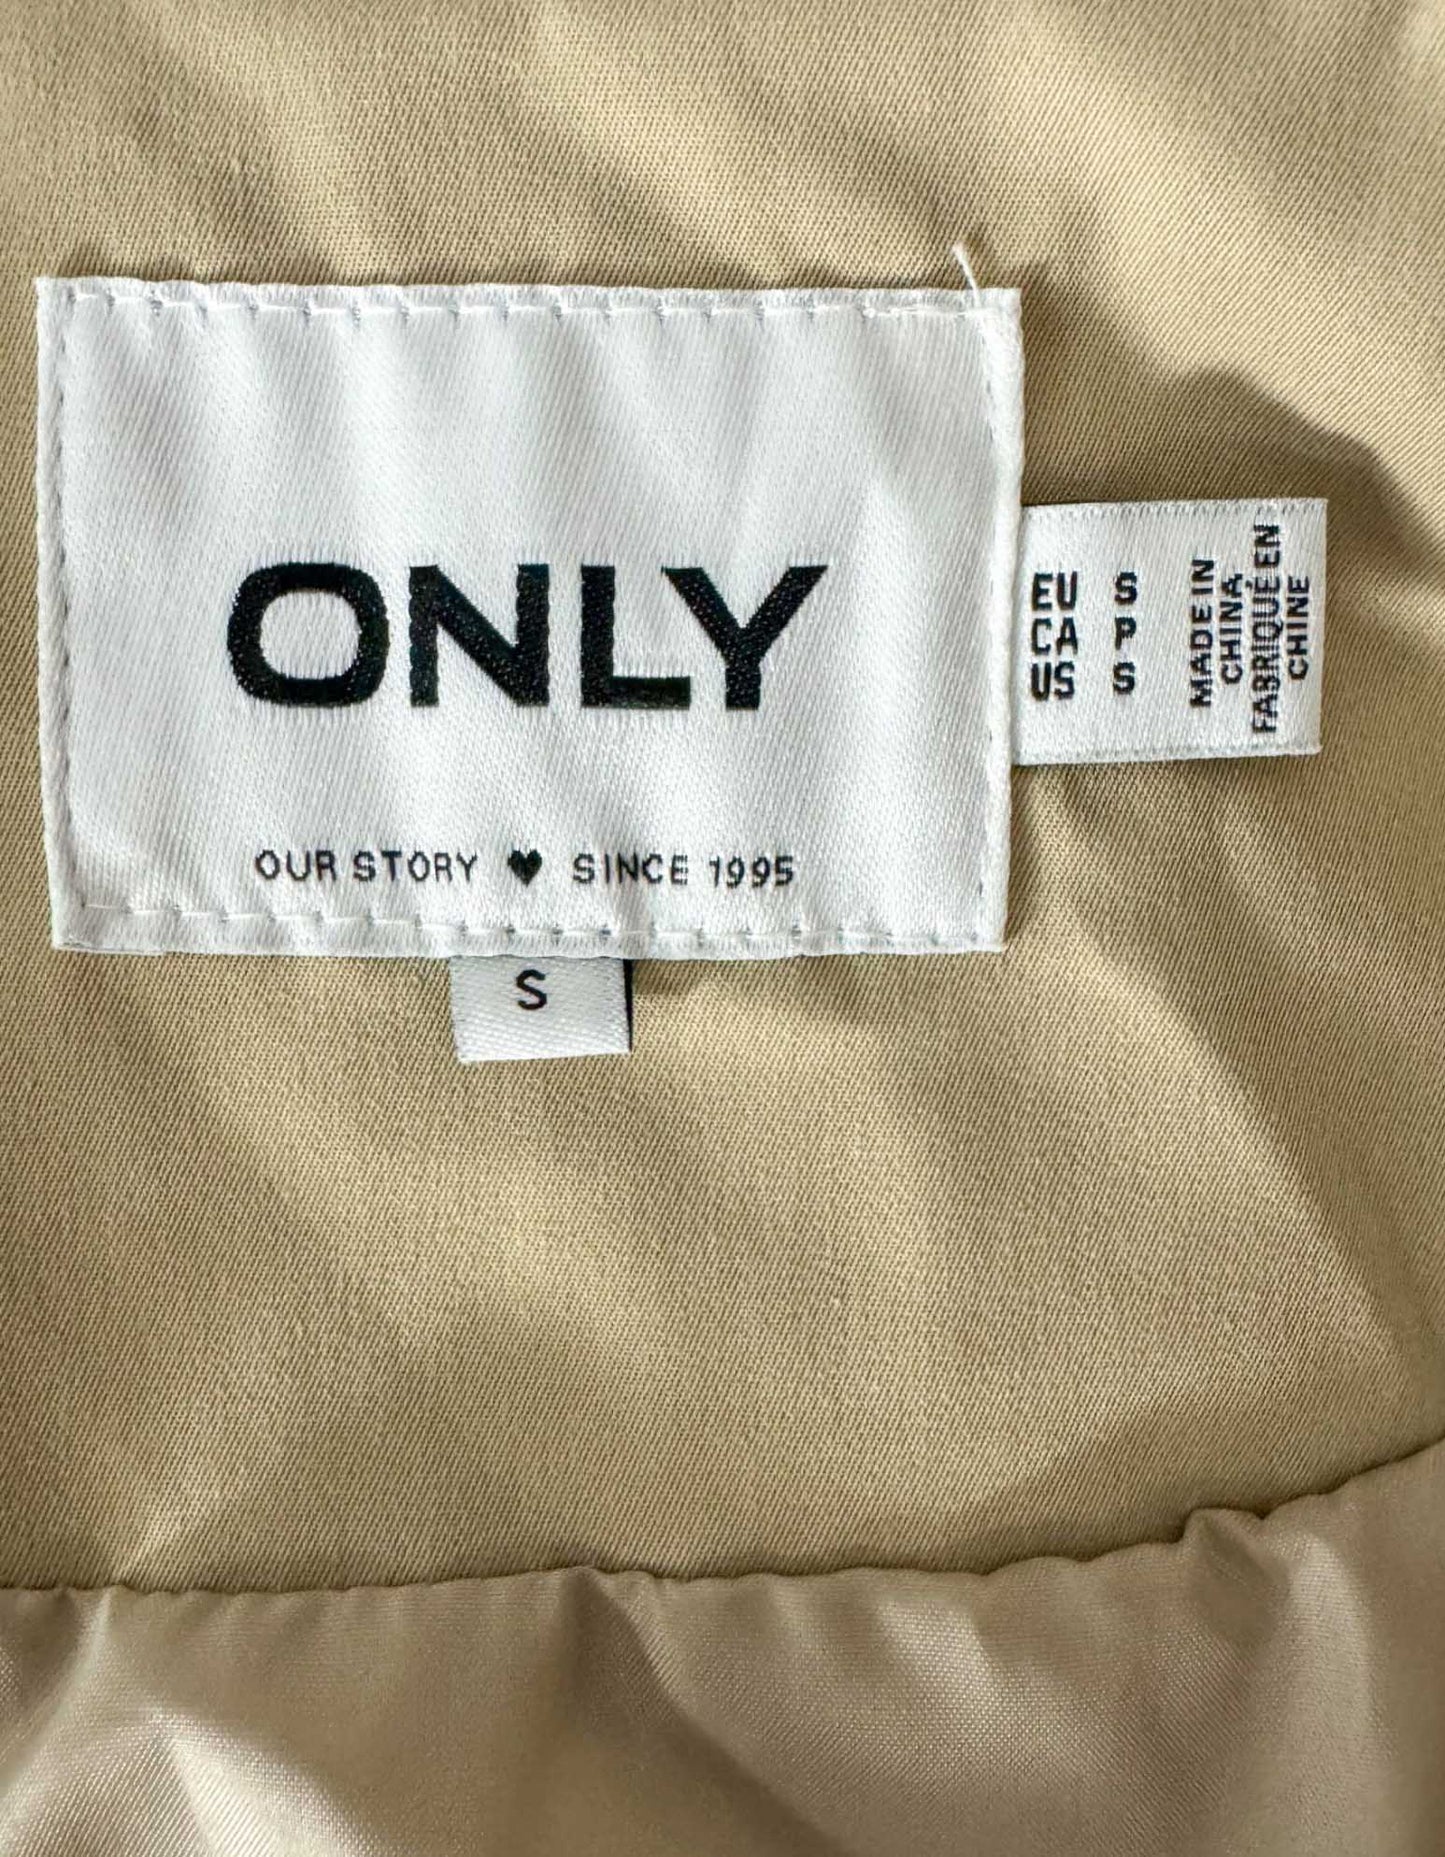 ONLY
OUR STORY ♥ SINCE 1995
S
EU S
CA P
US S
MADE IN
CHINA
FABRIQUÉ EN
CHINE